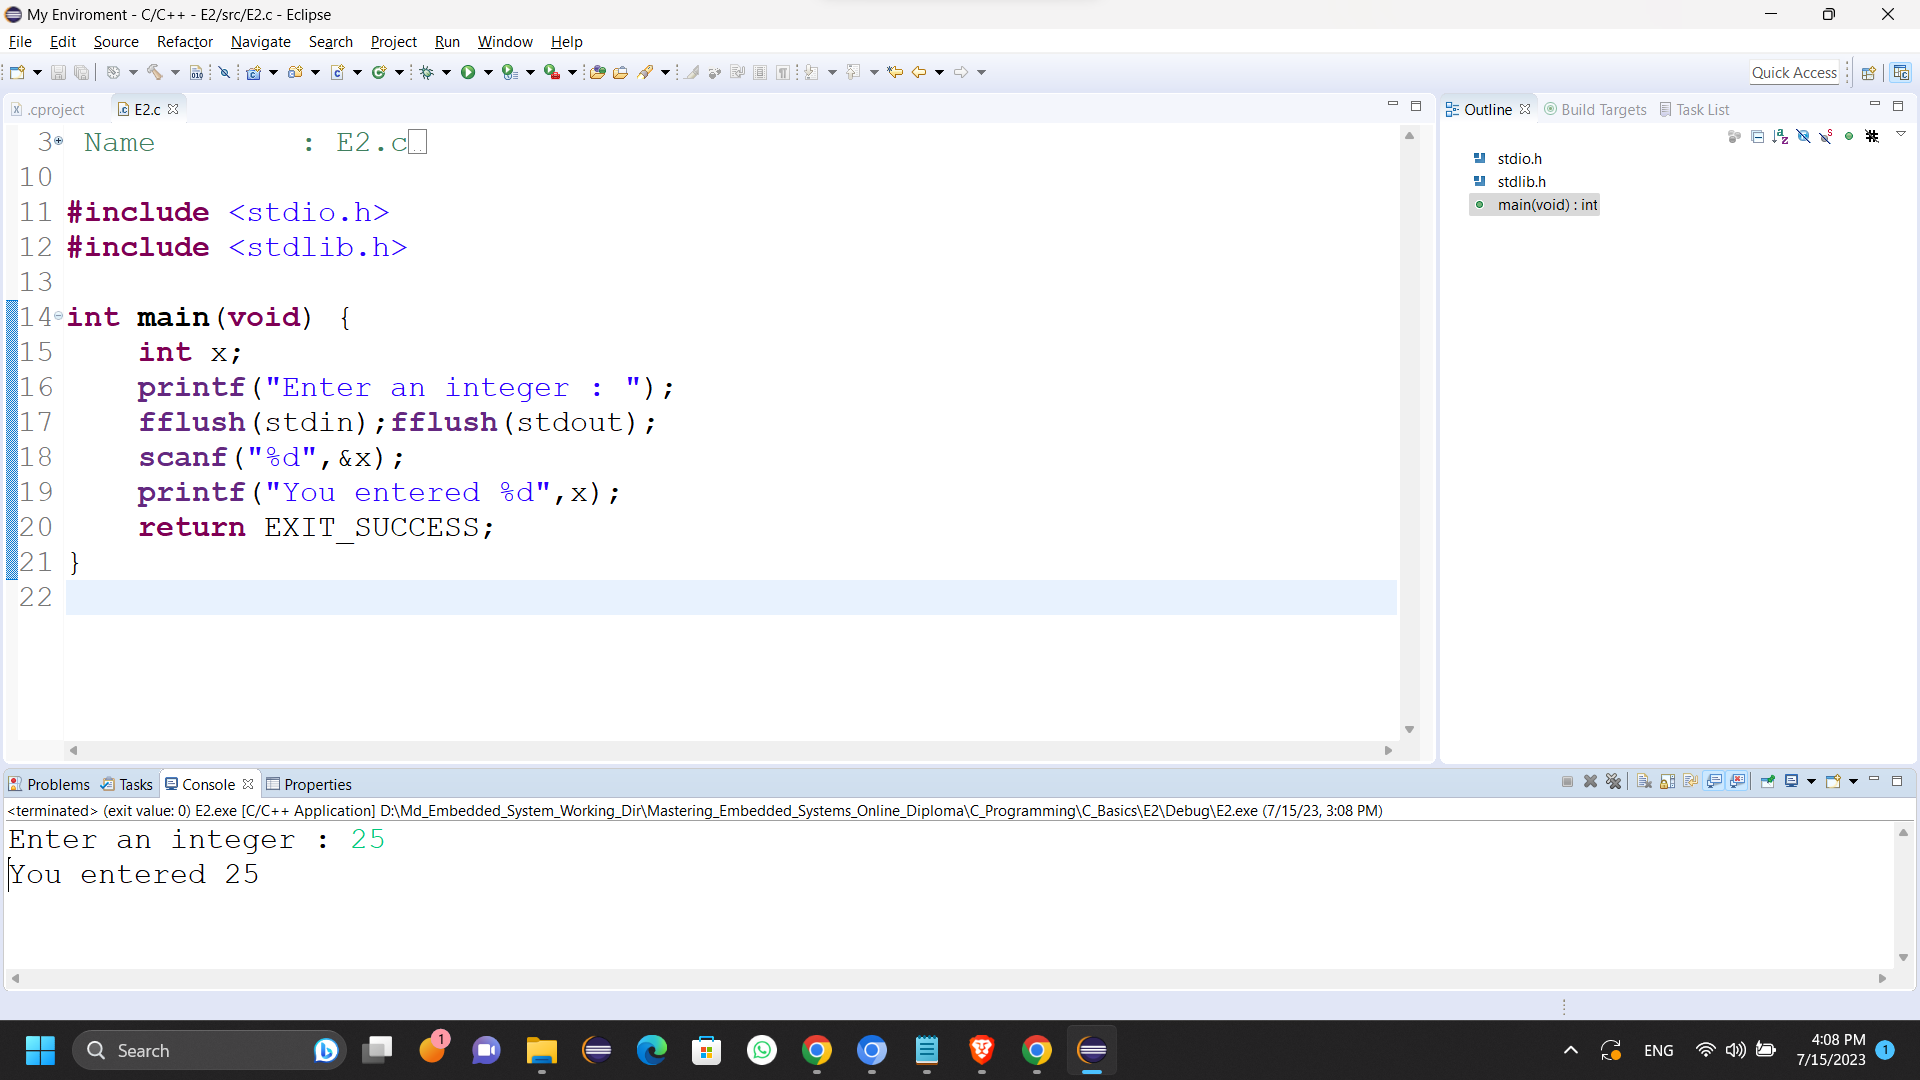 My Enviroment - C/C++ - E2/src/E2.c - Eclipse
File Edit Source Refactor Navigate Search Project Run Window Help
Quick Access
.cproject E2.c
Outline Build Targets Task List
3 Name : E2.c
10
11 #include <stdio.h>
12 #include <stdlib.h>
13
14 int main(void) {
15 int x;
16 printf("Enter an integer : ");
17 fflush(stdin);fflush(stdout);
18 scanf("%d",&x);
19 printf("You entered %d",x);
20 return EXIT_SUCCESS;
21 }
22
stdio.h
stdlib.h
main(void) : int
Problems Tasks Console Properties
<terminated> (exit value: 0) E2.exe [C/C++ Application] D:\Md_Embedded_System_Working_Dir\Mastering_Embedded_Systems_Online_Diploma\C_Programming\C_Basics\E2\Debug\E2.exe (7/15/23, 3:08 PM)
Enter an integer : 25
You entered 25
Search
1
ENG
4:08 PM
7/15/2023
1